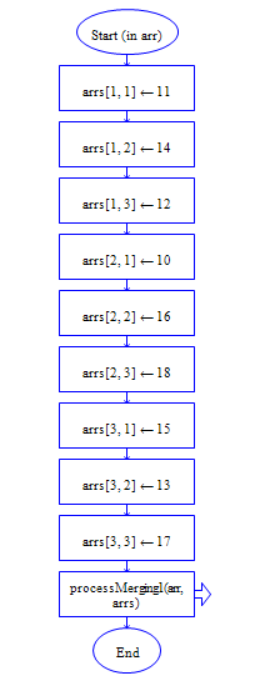 Start (in arr)
arrs[1, 1] ← 11
arrs[1, 2] ← 14
arrs[1, 3] ← 12
arrs[2, 1] ← 10
arrs[2, 2] ← 16
arrs[2, 3] ← 18
arrs[3, 1] ← 15
arrs[3, 2] ← 13
arrs[3, 3] ← 17
processMerging1(arr,
arrs)
End